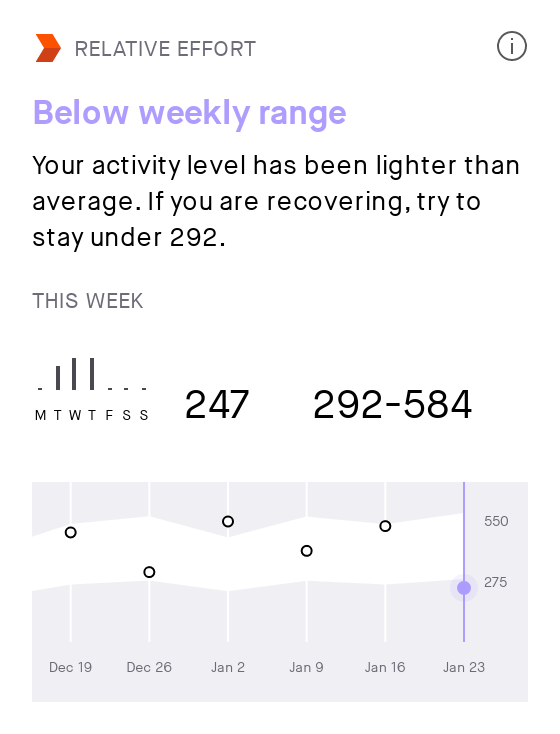 RELATIVE EFFORT
Below weekly range
Your activity level has been lighter than
average. If you are recovering, try to
stay under 292.
THIS WEEK
M T W T F S S
247
292-584
550
275
Dec 19 Dec 26 Jan 2 Jan 9 Jan 16 Jan 23